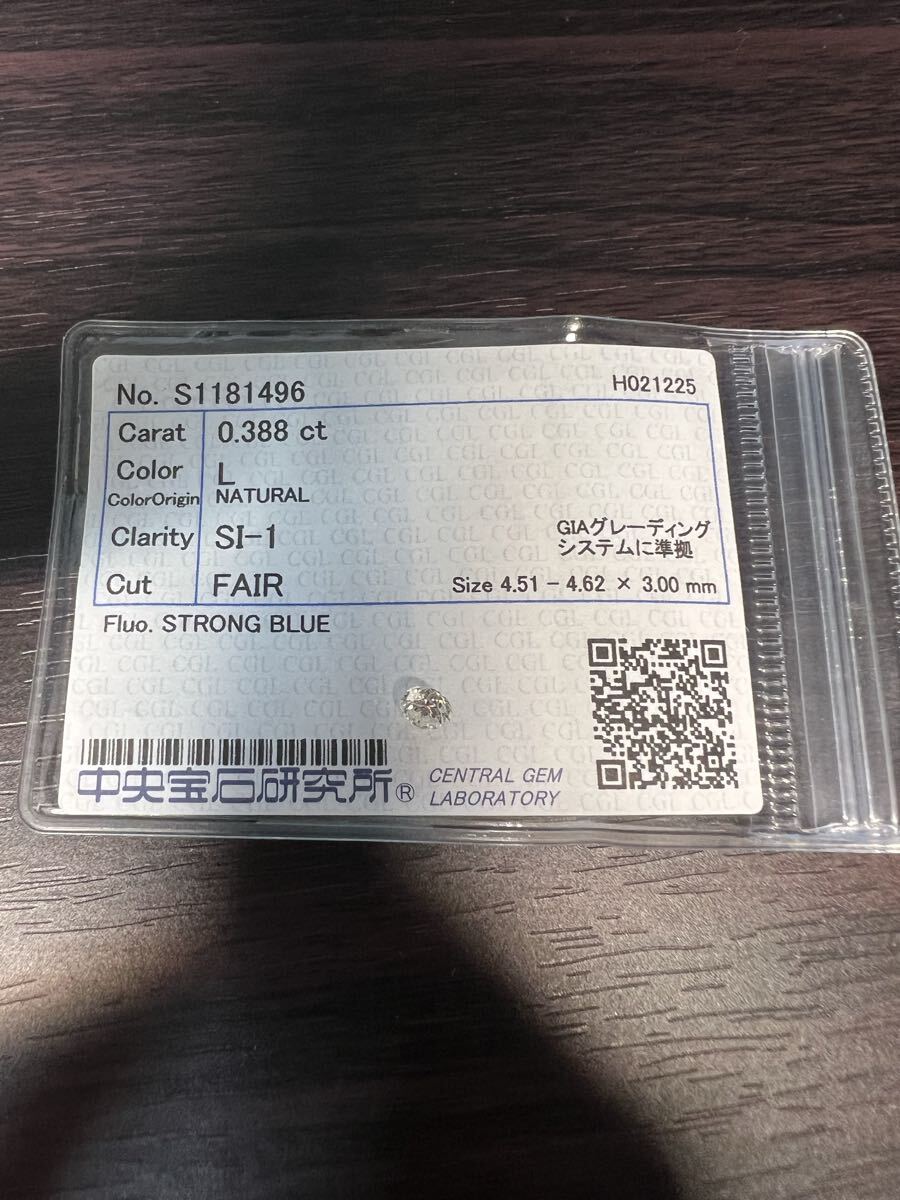 No. S1181496
H021225
Carat 0.388 ct
Color L
ColorOrigin NATURAL
Clarity SI-1
GIAグレーディング
システムに準拠
Cut FAIR
Size 4.51 - 4.62 × 3.00 mm
Fluo. STRONG BLUE
中央宝石研究所®
CENTRAL GEM
LABORATORY